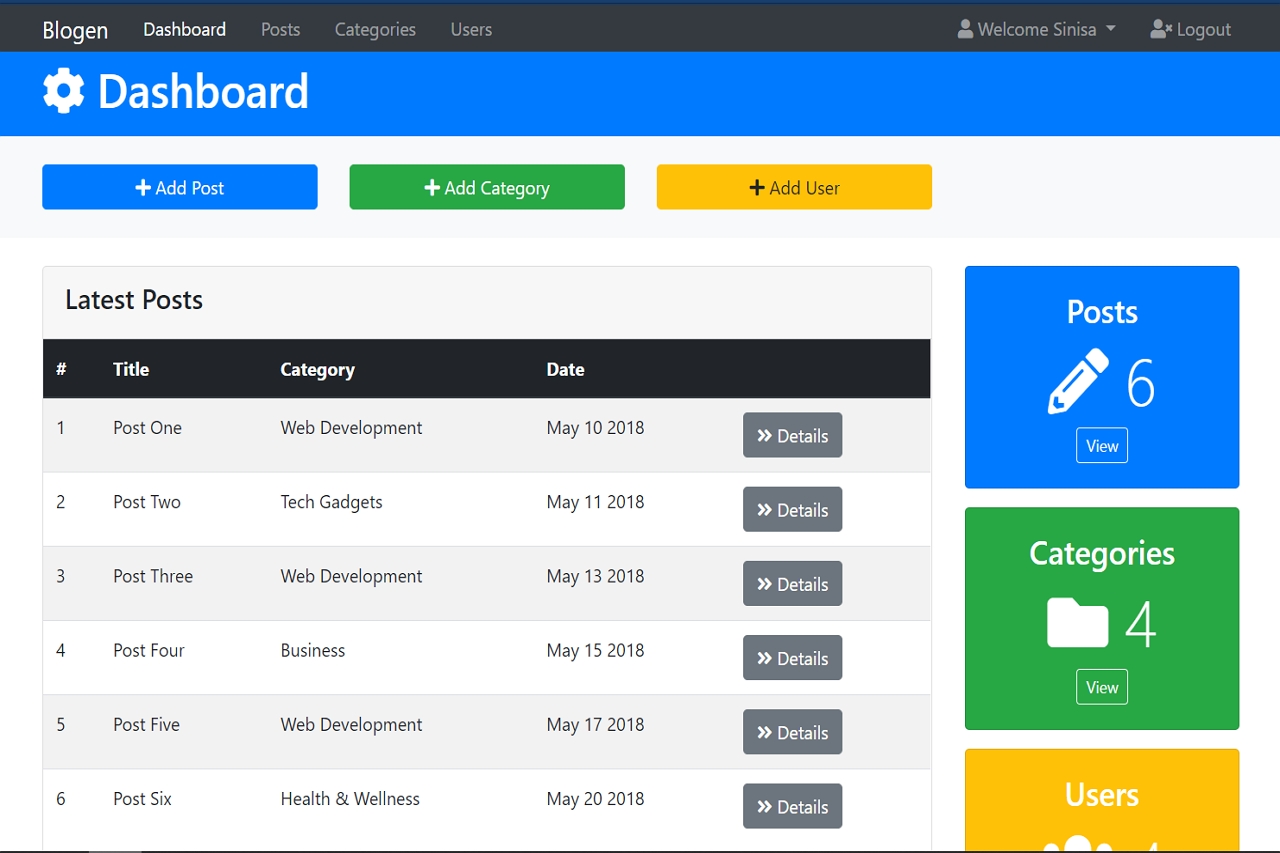 Blogen Dashboard Posts Categories Users Welcome Sinisa Logout
Dashboard
Add Post Add Category Add User
Latest Posts
# Title Category Date
1 Post One Web Development May 10 2018 Details
2 Post Two Tech Gadgets May 11 2018 Details
3 Post Three Web Development May 13 2018 Details
4 Post Four Business May 15 2018 Details
5 Post Five Web Development May 17 2018 Details
6 Post Six Health & Wellness May 20 2018 Details
Posts
6
View
Categories
4
View
Users